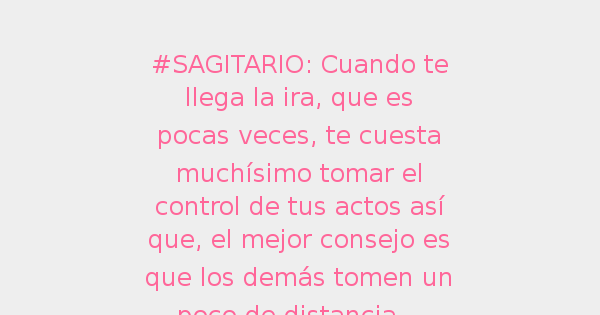 #SAGITARIO: Cuando te
llega la ira, que es
pocas veces, te cuesta
muchísimo tomar el
control de tus actos así
que, el mejor consejo es
que los demás tomen un
poco de distancia